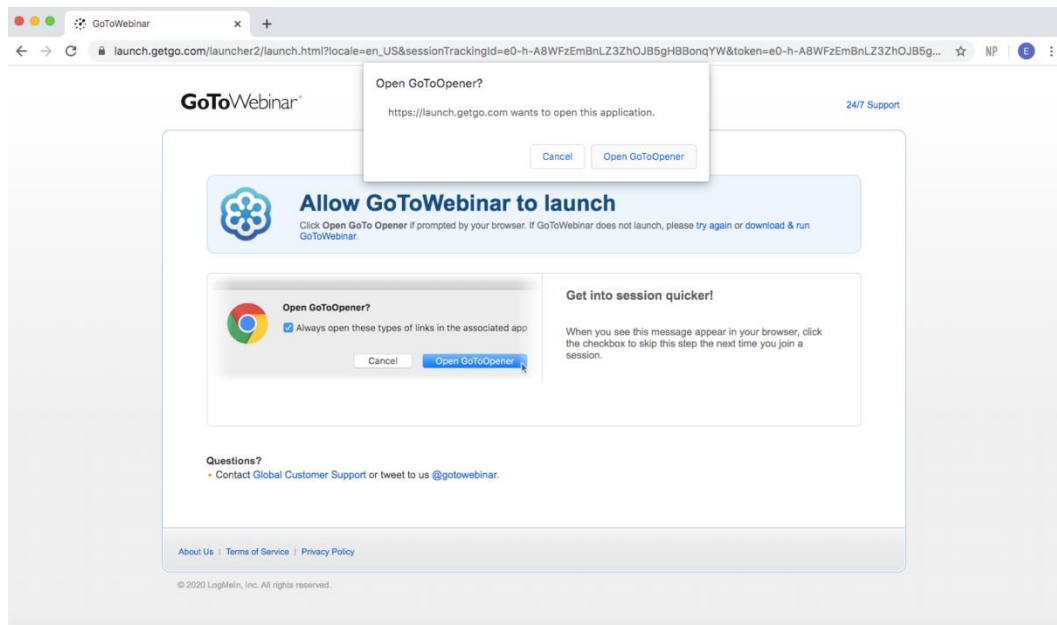 GoToWebinar
launch.getgo.com/launcher2/launch.html?locale=en_US&sessionTrackingId=e0-h-A8WFzEmBnLZ3ZhOJB5gHBBonqYW&token=e0-h-A8WFzEmBnLZ3ZhOJB5g...
NP
E
Open GoToOpener?
https://launch.getgo.com wants to open this application.
Cancel
Open GoToOpener
GoToWebinar
24/7 Support
Allow GoToWebinar to launch
Click Open GoTo Opener if prompted by your browser. If GoToWebinar does not launch, please try again or download & run
GoToWebinar.
Open GoToOpener?
Always open these types of links in the associated app
Cancel
Open GoToOpener
Get into session quicker!
When you see this message appear in your browser, click
the checkbox to skip this step the next time you join a
session.
Questions?
• Contact Global Customer Support or tweet to us @gotowebinar.
About Us | Terms of Service | Privacy Policy
© 2020 LogMeIn, Inc. All rights reserved.